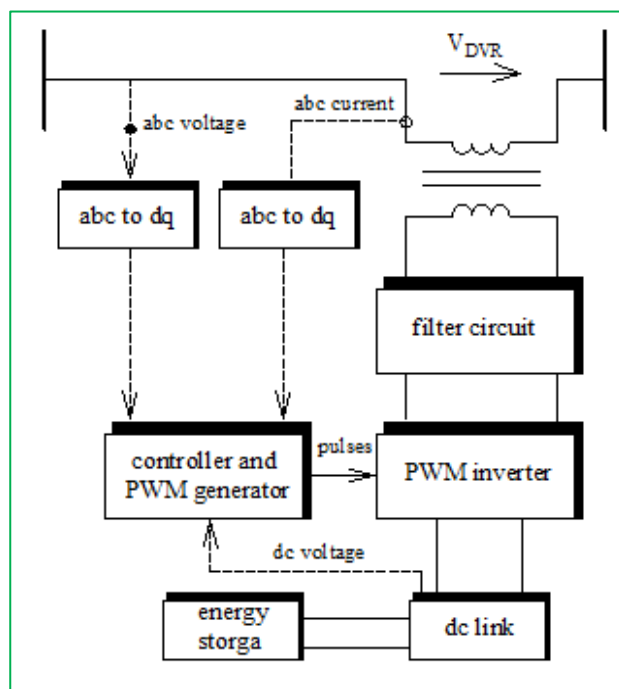 V_DVR
abc current
abc voltage
abc to dq
abc to dq
filter circuit
controller and
PWM generator
pulses
PWM inverter
dc voltage
energy
storga
dc link